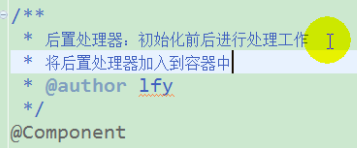 /**
 * 后置处理器：初始化前后进行处理工作
 * 将后置处理器加入到容器中
 * @author lfy
 */
@Component